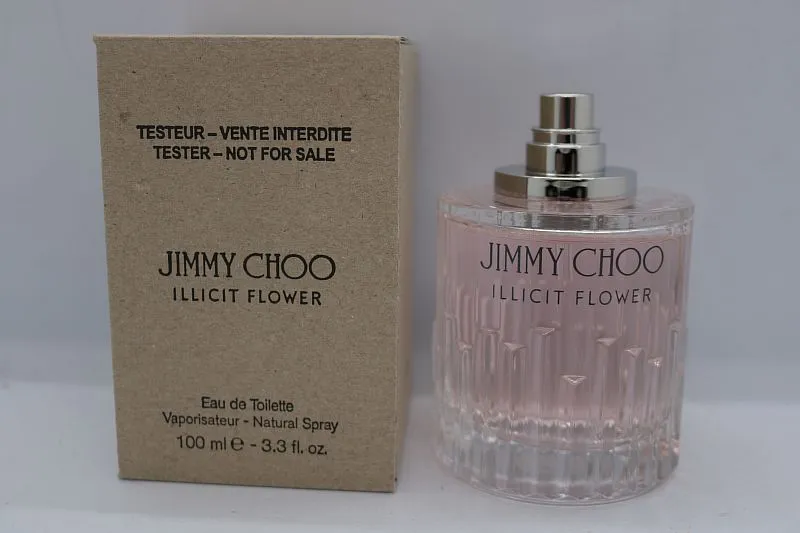 TESTEUR – VENTE INTERDITE
TESTER – NOT FOR SALE
JIMMY CHOO
ILLICIT FLOWER
Eau de Toilette
Vaporisateur - Natural Spray
100 ml ℮ - 3.3 fl. oz.
JIMMY CHOO
ILLICIT FLOWER